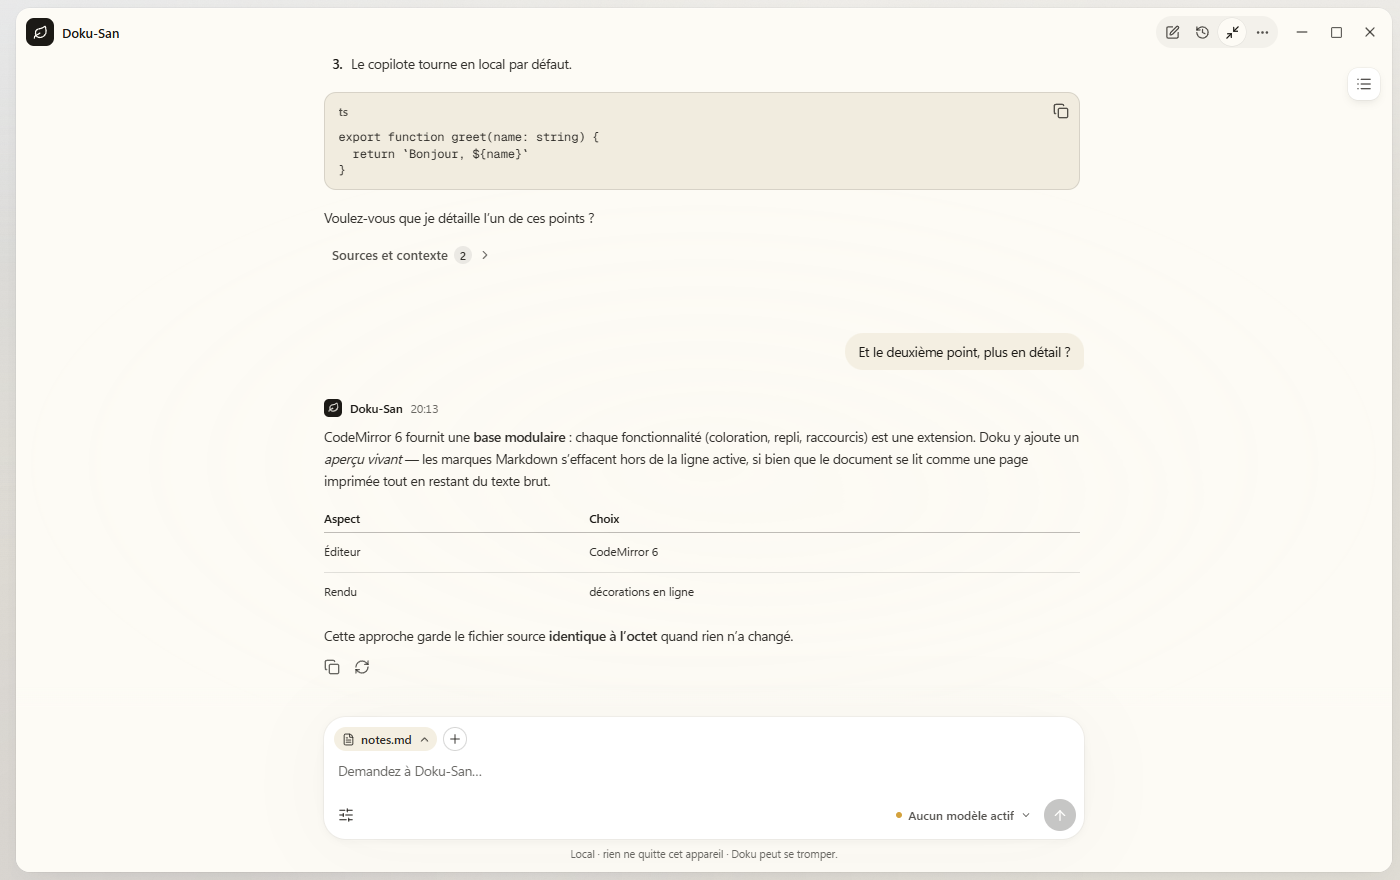 Doku-San
3. Le copilote tourne en local par défaut.
ts
export function greet(name: string) {
  return `Bonjour, ${name}`
}
Voulez-vous que je détaille l’un de ces points ?
Sources et contexte 2
Et le deuxième point, plus en détail ?
Doku-San 20:13
CodeMirror 6 fournit une base modulaire : chaque fonctionnalité (coloration, repli, raccourcis) est une extension. Doku y ajoute un
aperçu vivant — les marques Markdown s’effacent hors de la ligne active, si bien que le document se lit comme une page
imprimée tout en restant du texte brut.
Aspect Choix
Éditeur CodeMirror 6
Rendu décorations en ligne
Cette approche garde le fichier source identique à l’octet quand rien n’a changé.
notes.md
Demandez à Doku-San…
Aucun modèle actif
Local · rien ne quitte cet appareil · Doku peut se tromper.